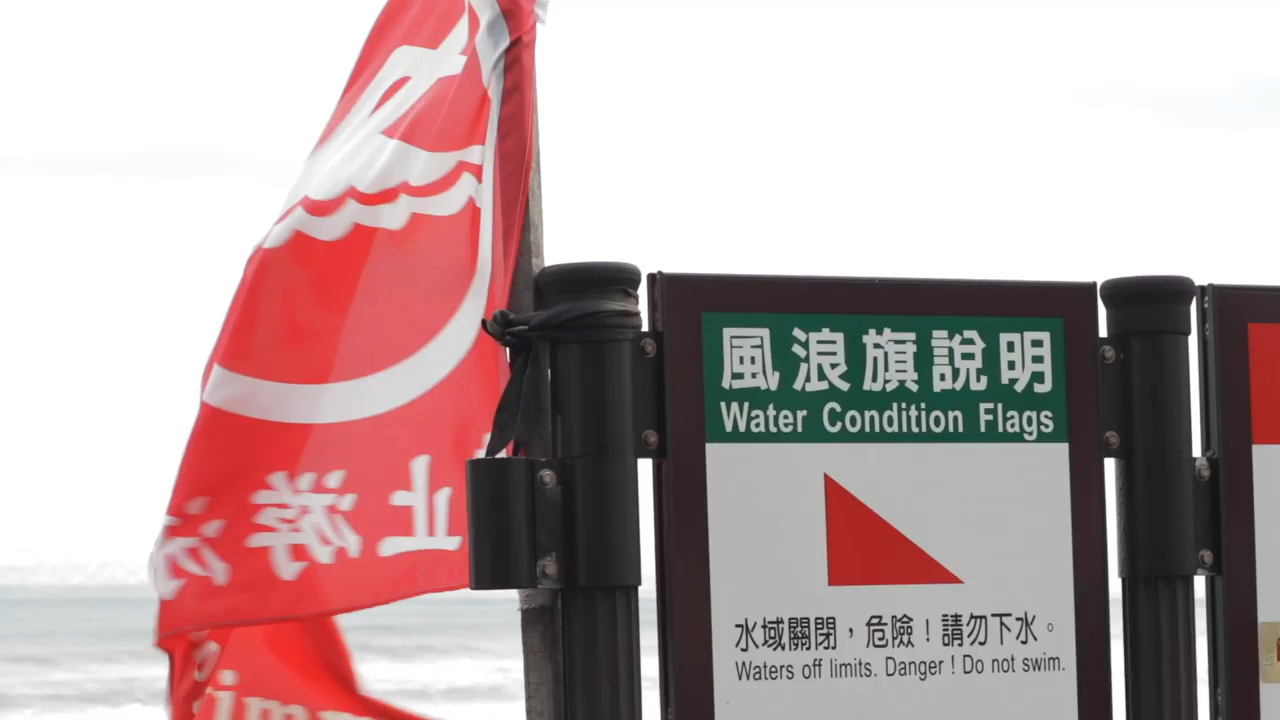 止游泳
風浪旗說明
Water Condition Flags
水域關閉，危險！請勿下水。
Waters off limits. Danger ! Do not swim.